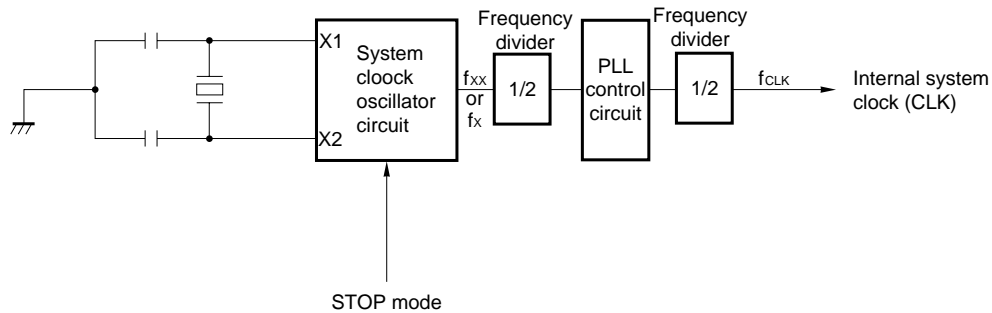 Frequency
divider
Frequency
divider
X1
System
cloock
oscillator
circuit
X2
fXX
or
fX
1/2
PLL
control
circuit
1/2
fCLK
Internal system
clock (CLK)
STOP mode